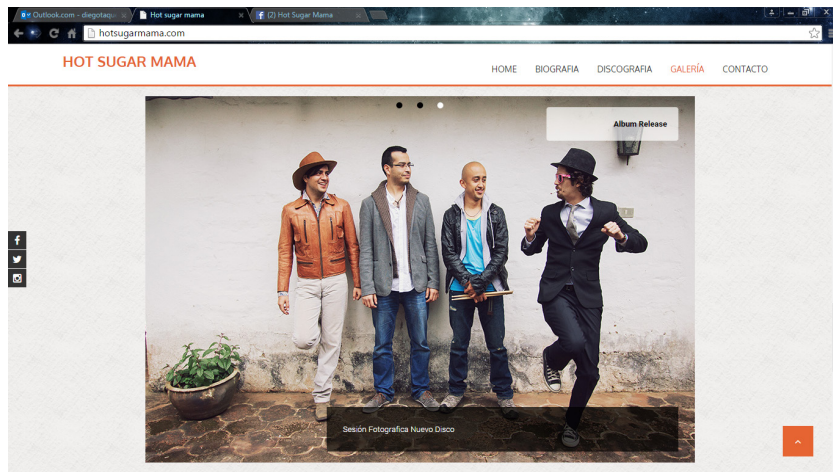 Outlook.com - diegotaqu
Hot sugar mama
(2) Hot Sugar Mama
hotsugarmama.com
HOT SUGAR MAMA
HOME BIOGRAFIA DISCOGRAFIA GALERÍA CONTACTO
Album Release
Sesión Fotografica Nuevo Disco